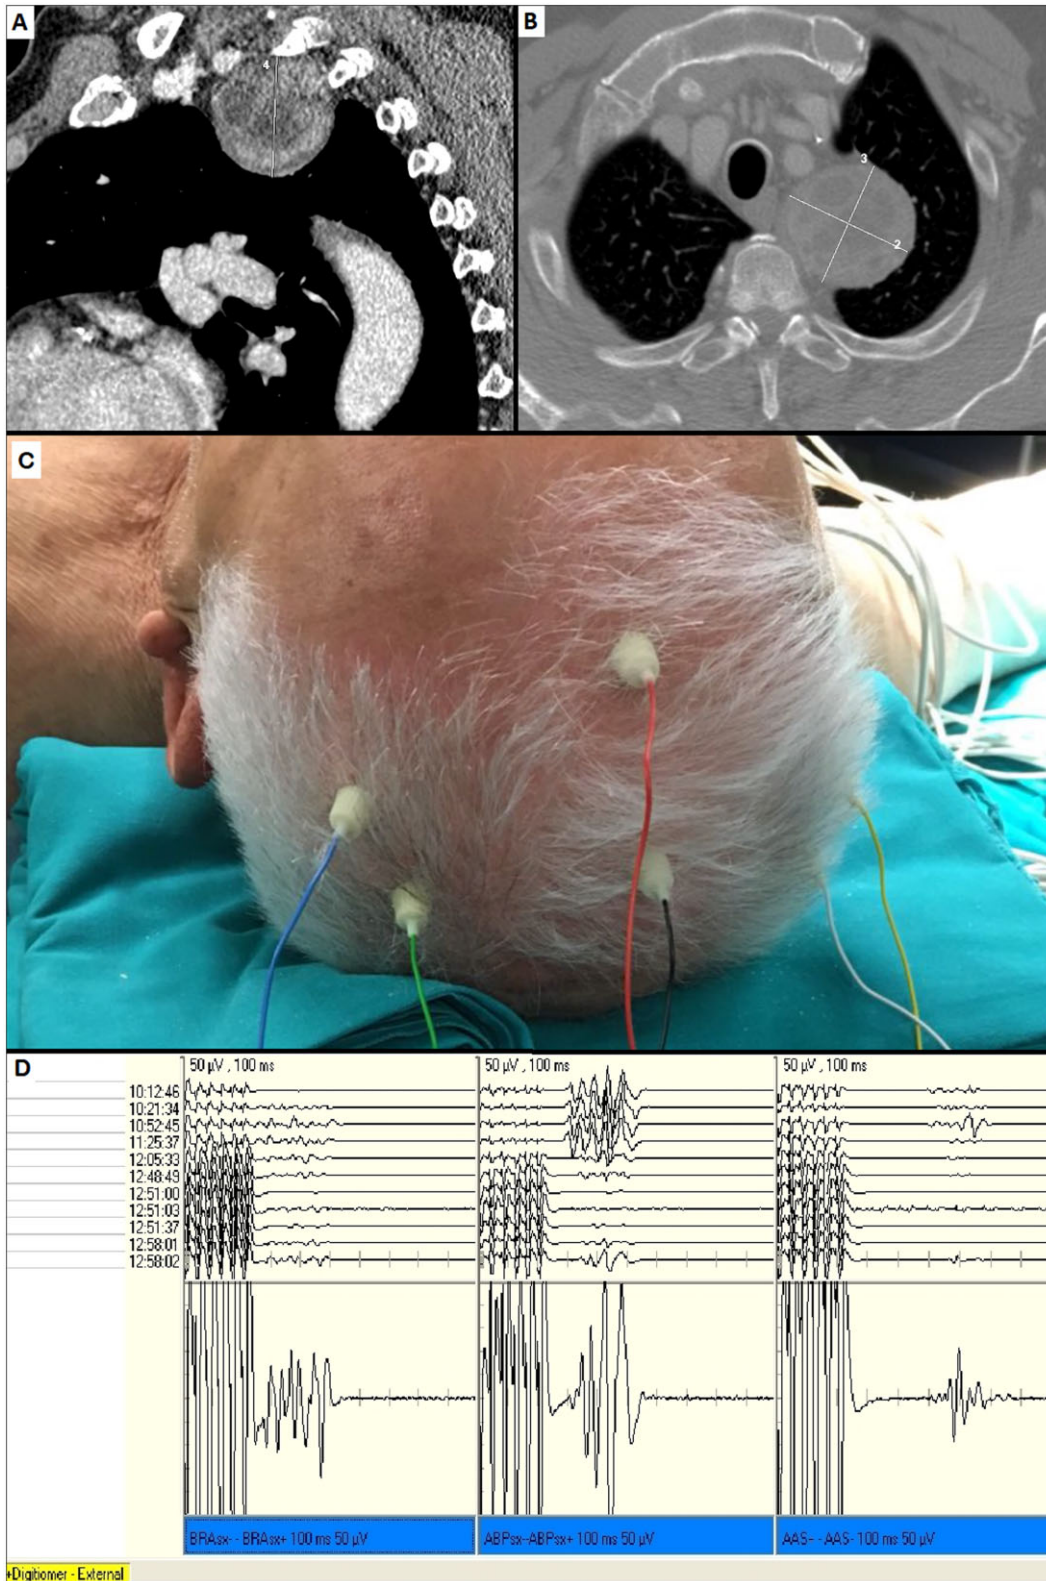 A
B
4
3
2
C
D
50 µV , 100 ms
50 µV , 100 ms
50 µV , 100 ms
10:12:46
10:21:34
10:52:45
11:25:37
12:05:33
12:48:43
12:51:00
12:51:03
12:51:37
12:58:01
12:58:02
BRAsx- - BRAsx+ 100 ms 50 µV
ABPsx--ABPsx+ 100 ms 50 µV
AAS- - AAS- 100 ms 50 µV
+Digitiomer - External